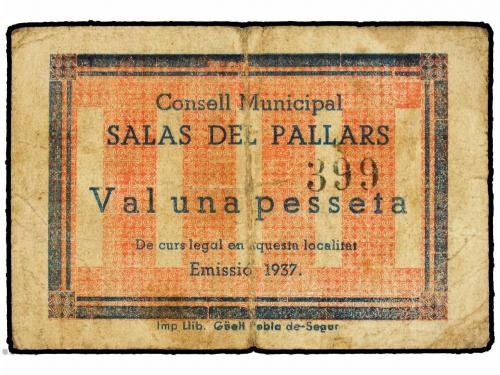 Consell Municipal
SALAS DEL PALLARS
399
Val una pesseta
De curs legal en aquesta localitat
Emissió 1937.
Imp Llib. Güell Pobla de-Segur